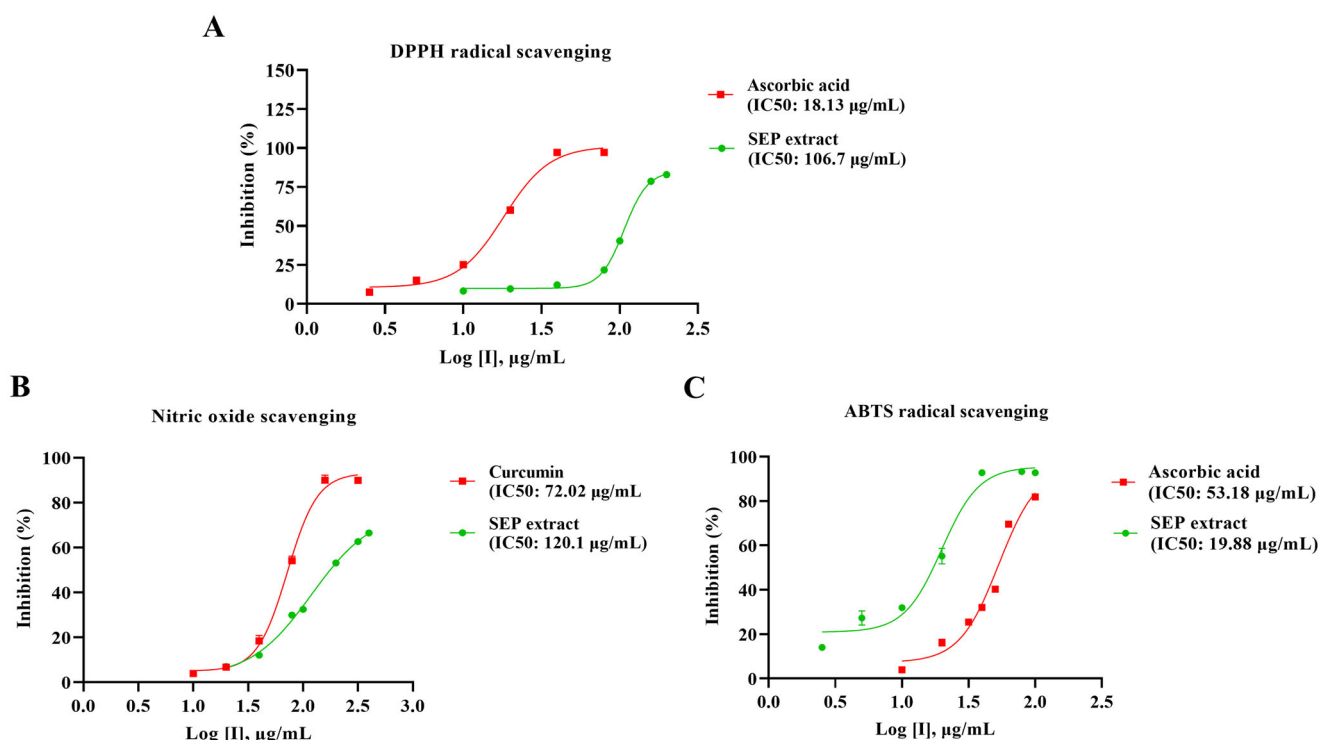 A
DPPH radical scavenging
150
125
100
75
50
25
0
Inhibition (%)
0.0 0.5 1.0 1.5 2.0 2.5
Log [I], µg/mL
Ascorbic acid
(IC50: 18.13 µg/mL)
SEP extract
(IC50: 106.7 µg/mL)
B
Nitric oxide scavenging
100
80
60
40
20
0
Inhibition (%)
0.0 0.5 1.0 1.5 2.0 2.5 3.0
Log [I], µg/mL
Curcumin
(IC50: 72.02 µg/mL
SEP extract
(IC50: 120.1 µg/mL)
C
ABTS radical scavenging
100
80
60
40
20
0
Inhibition (%)
0.0 0.5 1.0 1.5 2.0 2.5
Log [I], µg/mL
Ascorbic acid
(IC50: 53.18 µg/mL)
SEP extract
(IC50: 19.88 µg/mL)